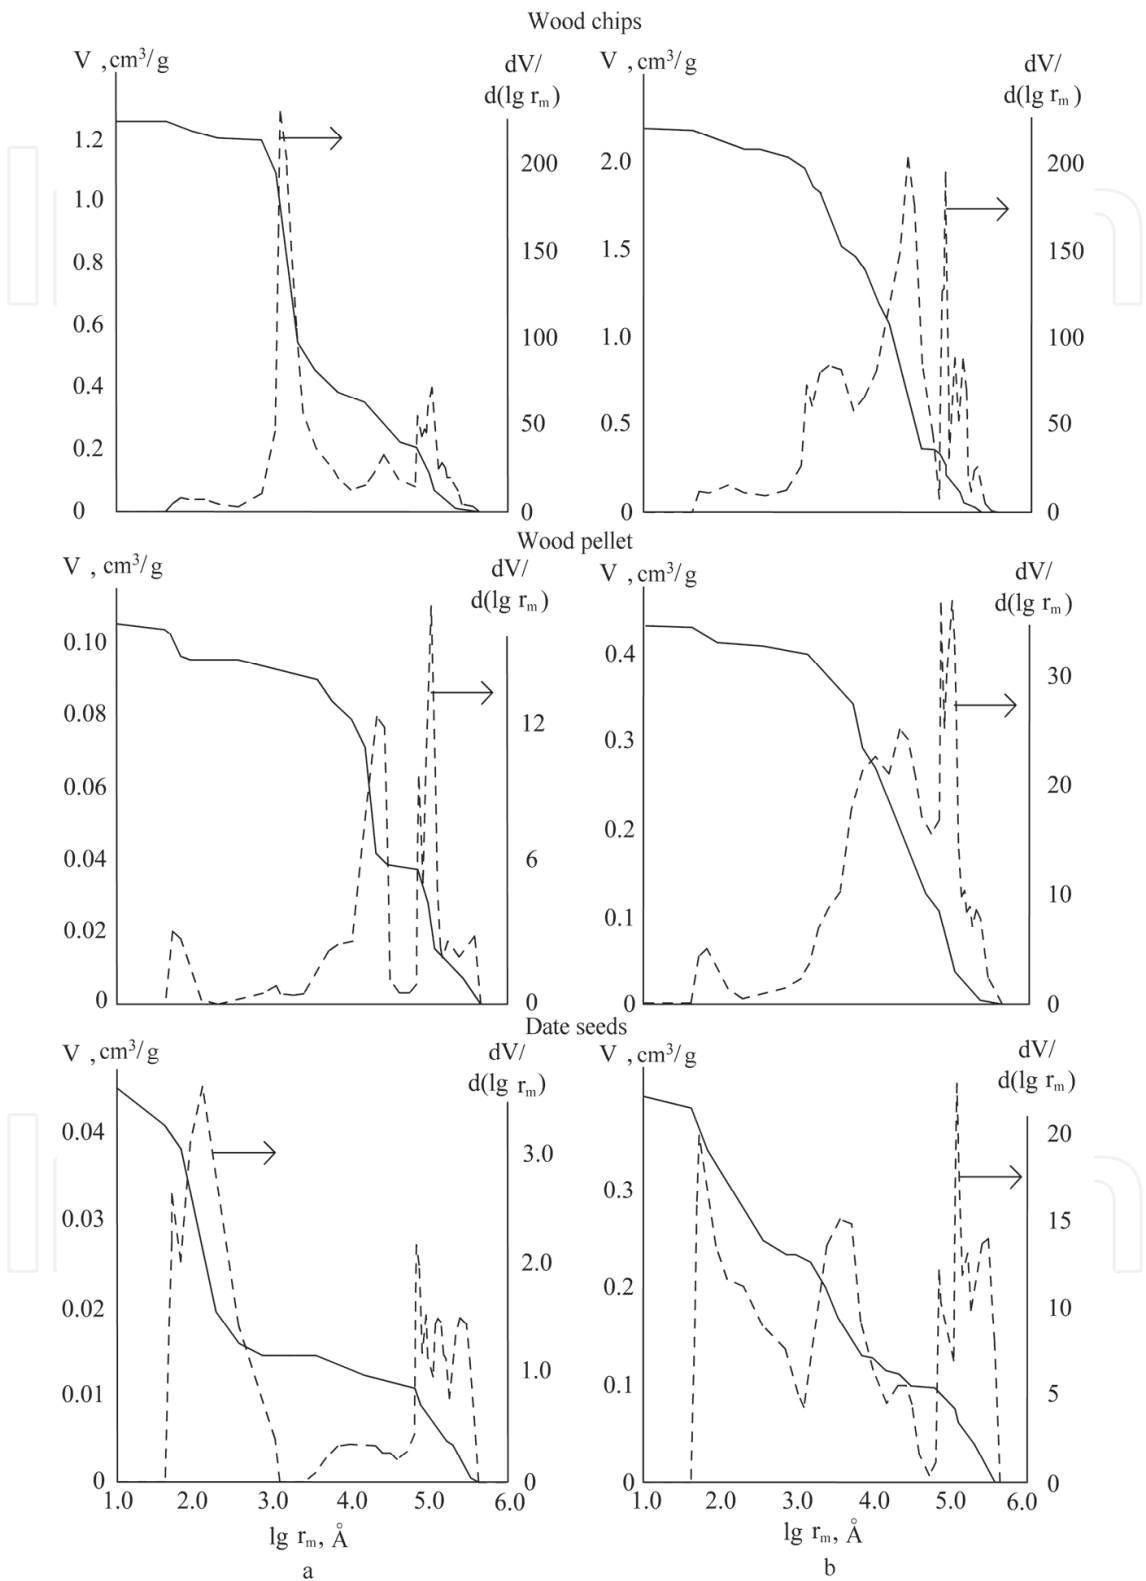 Wood chips
V , cm³/g
dV/
d(lg rₘ)
V , cm³/g
dV/
d(lg rₘ)
1.2
1.0
0.8
0.6
0.4
0.2
0
200
150
100
50
0
2.0
1.5
1.0
0.5
0
200
150
100
50
0
Wood pellet
V , cm³/g
dV/
d(lg rₘ)
V , cm³/g
dV/
d(lg rₘ)
0.10
0.08
0.06
0.04
0.02
0
12
6
0
0.4
0.3
0.2
0.1
0
30
20
10
0
Date seeds
V , cm³/g
dV/
d(lg rₘ)
V , cm³/g
dV/
d(lg rₘ)
0.04
0.03
0.02
0.01
0
3.0
2.0
1.0
0
0.3
0.2
0.1
0
20
15
10
5
0
1.0 2.0 3.0 4.0 5.0 6.0
1.0 2.0 3.0 4.0 5.0 6.0
lg rₘ, Å
lg rₘ, Å
a
b